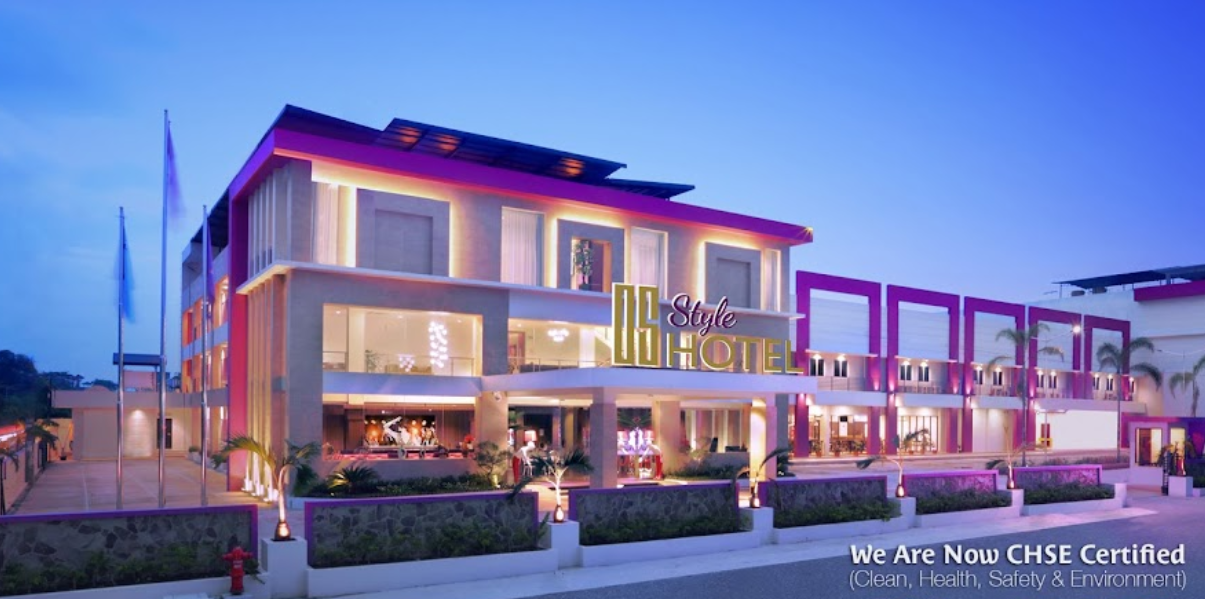 OS Style
HOTEL
We Are Now CHSE Certified
(Clean, Health, Safety & Environment)